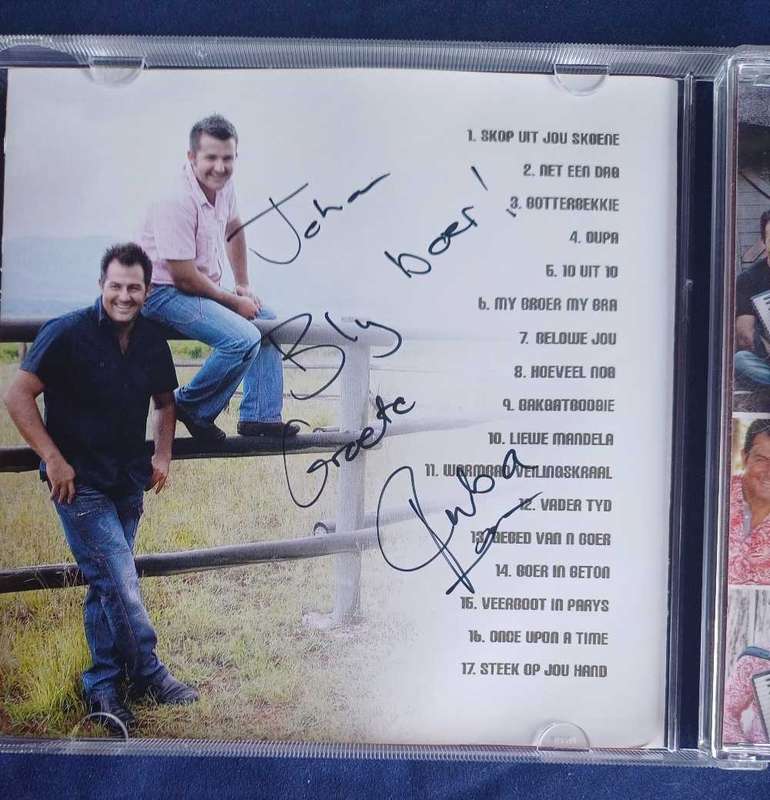 1. SKOP UIT JOU SKOENE
2. NET EEN DAG
3. BOTTERBEKKIE
4. OUPA
5. 10 UIT 10
6. MY BROER MY BRA
7. BELOWE JOU
8. HOEVEEL NOG
9. GAKGATGOGGIE
10. LIEWE MANDELA
11. WARMGAD VEILINGSKRAAL
12. VADER TYD
13. GEBED VAN N BOER
14. BOER IN BETON
15. VEERBOOT IN PARYS
16. ONCE UPON A TIME
17. STEEK OP JOU HAND
Johan
Bly boer!
Groete